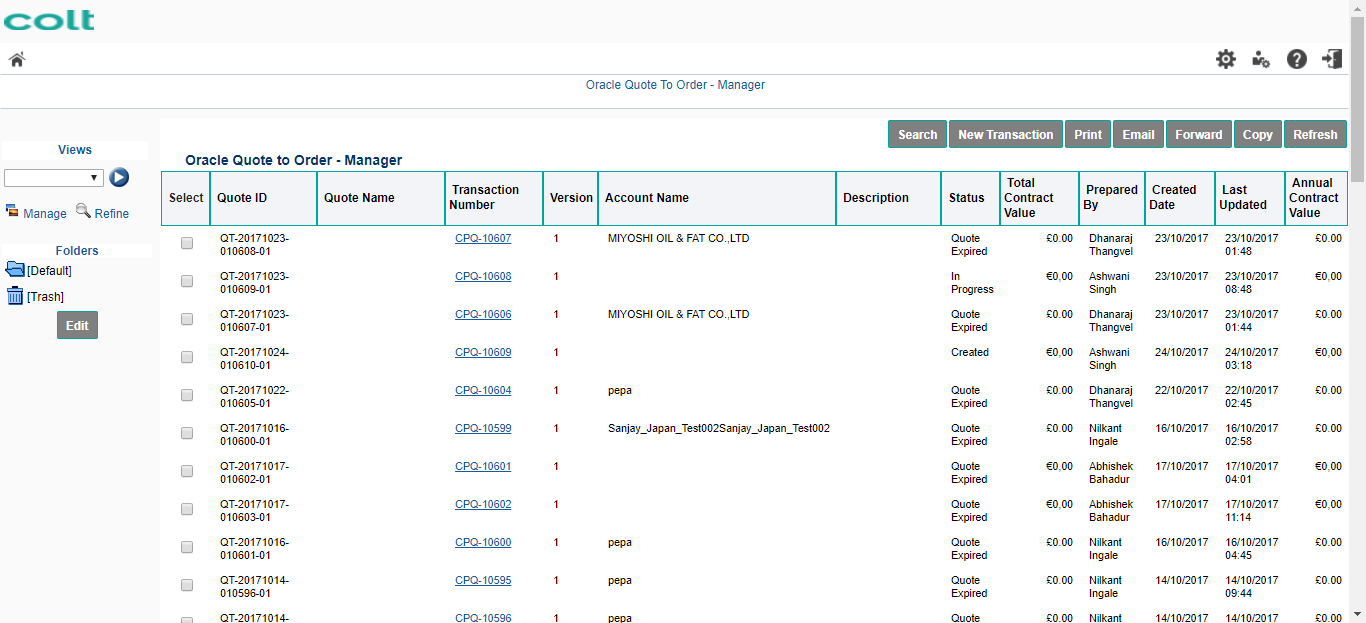 colt
Oracle Quote To Order - Manager
Search New Transaction Print Email Forward Copy Refresh
Views
Manage Refine
Folders
[Default]
[Trash]
Edit
Oracle Quote to Order - Manager
Select Quote ID Quote Name Transaction Number Version Account Name Description Status Total Contract Value Prepared By Created Date Last Updated Annual Contract Value
QT-20171023-010608-01 CPQ-10607 1 MIYOSHI OIL & FAT CO.,LTD Quote Expired £0.00 Dhanaraj Thangvel 23/10/2017 23/10/2017 01:48 £0.00
QT-20171023-010609-01 CPQ-10608 1 In Progress €0,00 Ashwani Singh 23/10/2017 23/10/2017 08:48 €0,00
QT-20171023-010607-01 CPQ-10606 1 MIYOSHI OIL & FAT CO.,LTD Quote Expired £0.00 Dhanaraj Thangvel 23/10/2017 23/10/2017 01:44 £0.00
QT-20171024-010610-01 CPQ-10609 1 Created €0,00 Ashwani Singh 24/10/2017 24/10/2017 03:18 €0,00
QT-20171022-010605-01 CPQ-10604 1 pepa Quote Expired £0.00 Dhanaraj Thangvel 22/10/2017 22/10/2017 02:45 £0.00
QT-20171016-010600-01 CPQ-10599 1 Sanjay_Japan_Test002Sanjay_Japan_Test002 Quote Expired £0.00 Nilkant Ingale 16/10/2017 16/10/2017 02:58 £0.00
QT-20171017-010602-01 CPQ-10601 1 Quote Expired €0,00 Abhishek Bahadur 17/10/2017 17/10/2017 04:01 €0,00
QT-20171017-010603-01 CPQ-10602 1 Quote Expired €0,00 Abhishek Bahadur 17/10/2017 17/10/2017 11:14 €0,00
QT-20171016-010601-01 CPQ-10600 1 pepa Quote Expired £0.00 Nilkant Ingale 16/10/2017 16/10/2017 04:45 £0.00
QT-20171014-010596-01 CPQ-10595 1 pepa Quote Expired £0.00 Nilkant Ingale 14/10/2017 14/10/2017 09:44 £0.00
QT-20171014- CPQ-10596 1 pepa Quote £0.00 Nilkant 14/10/2017 14/10/2017 £0.00